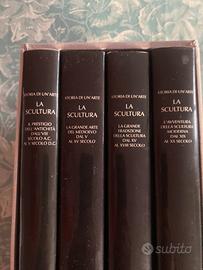 STORIA DI UN'ARTE
LA
SCULTURA
IL PRESTIGIO
DELL'ANTICHITÀ
DALL'VIII
SECOLO A.C.
AL V SECOLO D.C.
STORIA DI UN'ARTE
LA
SCULTURA
LA GRANDE ARTE
DEL MEDIOEVO
DAL V
AL XV SECOLO
STORIA DI UN'ARTE
LA
SCULTURA
LA GRANDE
TRADIZIONE
DELLA SCULTURA
DAL XV
AL XVIII SECOLO
STORIA DI UN'ARTE
LA
SCULTURA
L'AVVENTURA
DELLA SCULTURA
MODERNA
DAL XIX
AL XX SECOLO
subito